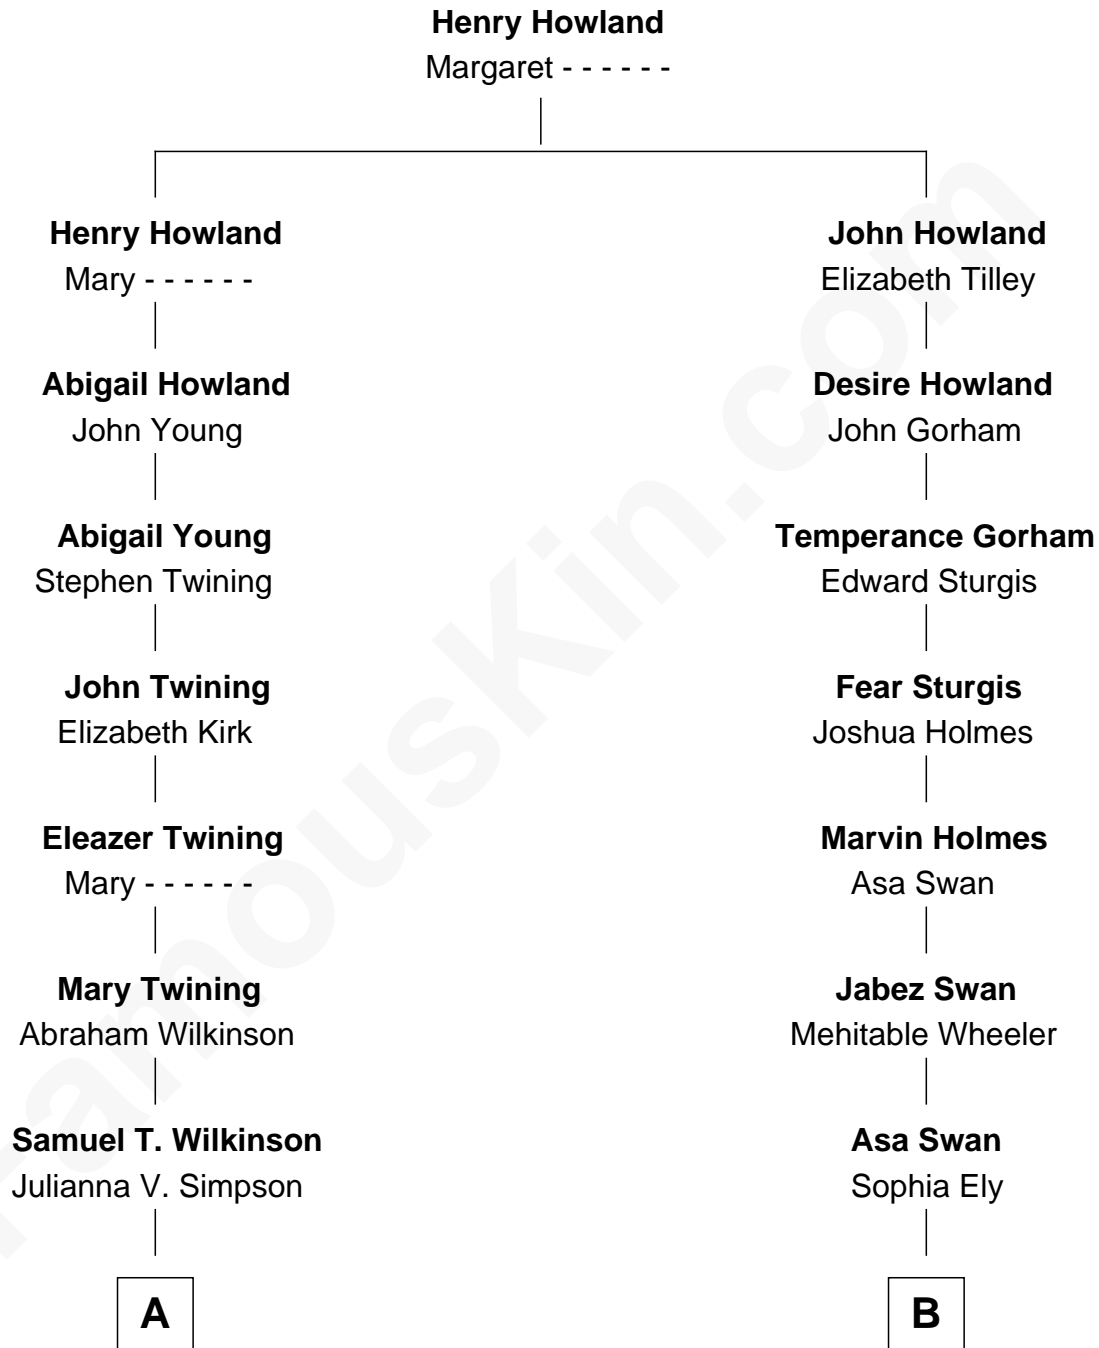 Henry Howland
Margaret - - - - - -
Henry Howland
Mary - - - - - -
Abigail Howland
John Young
Abigail Young
Stephen Twining
John Twining
Elizabeth Kirk
Eleazer Twining
Mary - - - - - -
Mary Twining
Abraham Wilkinson
Samuel T. Wilkinson
Julianna V. Simpson
A
John Howland
Elizabeth Tilley
Desire Howland
John Gorham
Temperance Gorham
Edward Sturgis
Fear Sturgis
Joshua Holmes
Marvin Holmes
Asa Swan
Jabez Swan
Mehitable Wheeler
Asa Swan
Sophia Ely
B
FamousKin.com